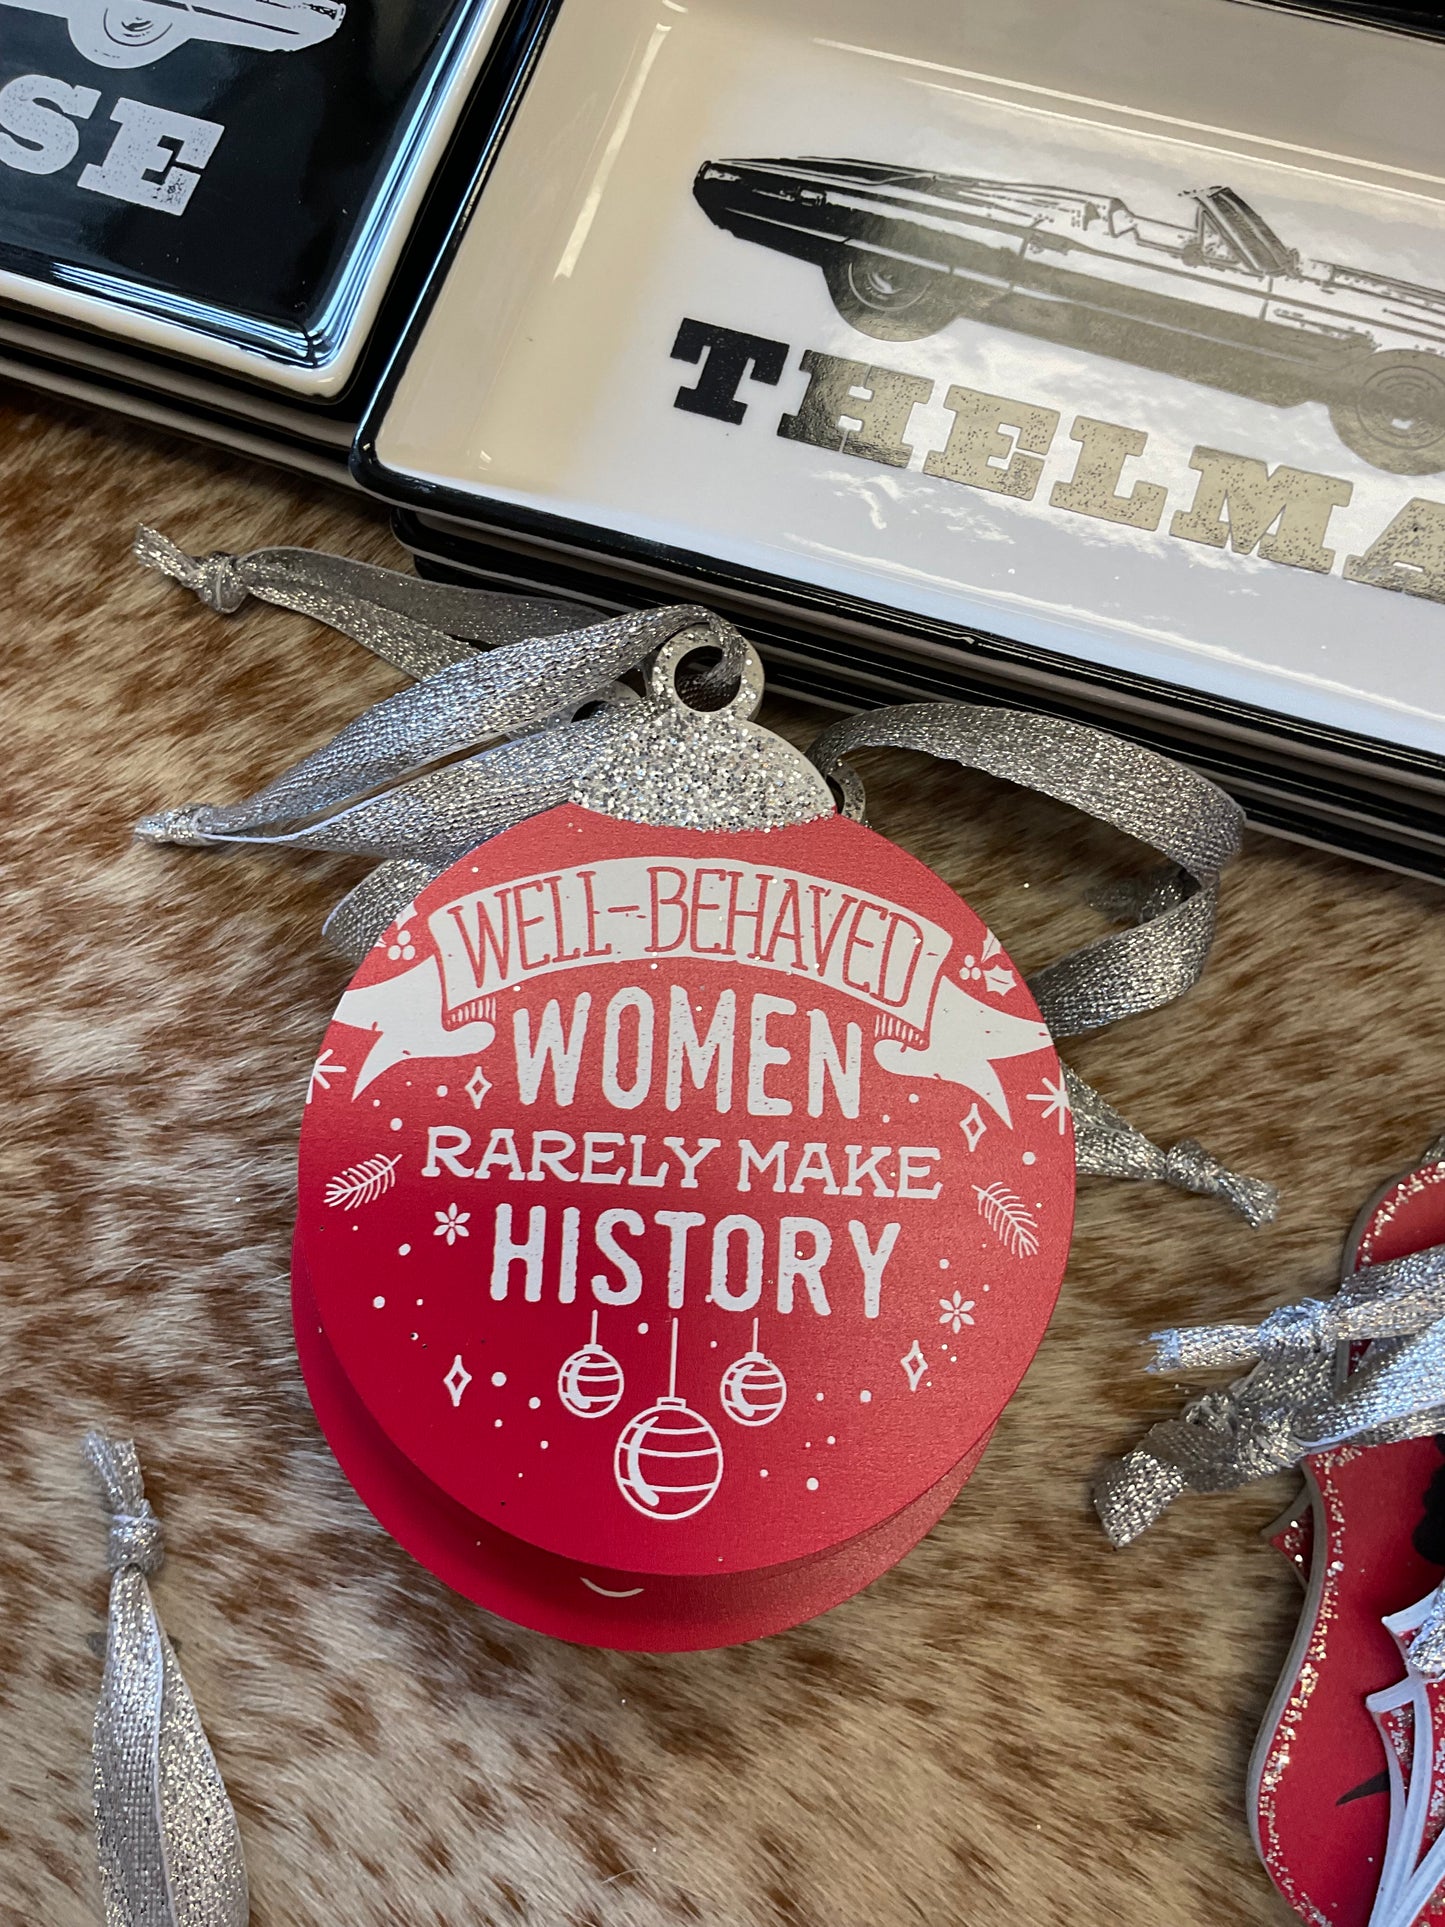 SE
THELMA
WELL-BEHAVED
WOMEN
RARELY MAKE
HISTORY